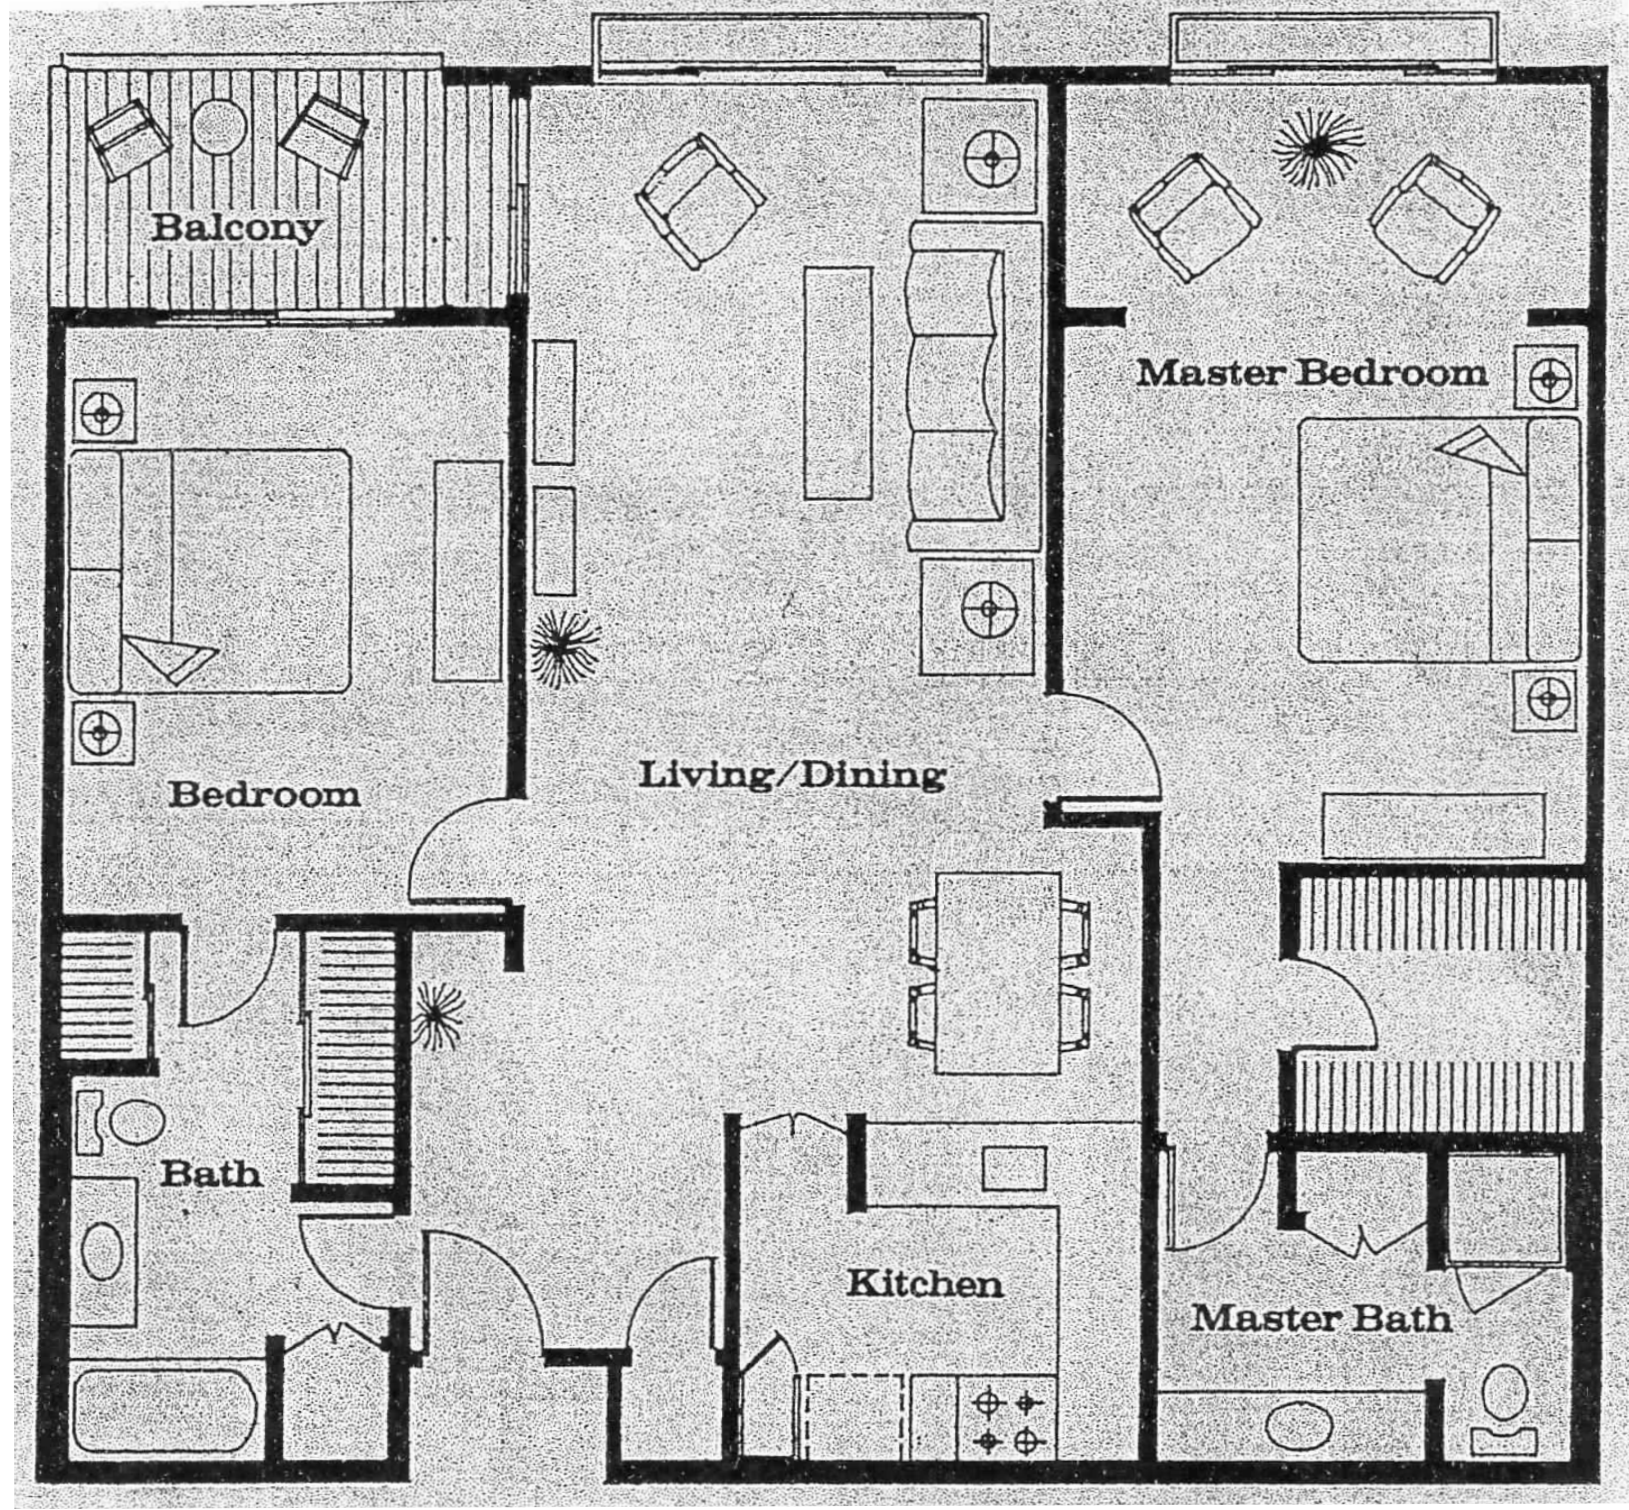 Balcony
Master Bedroom
Living/Dining
Bedroom
Bath
Kitchen
Master Bath